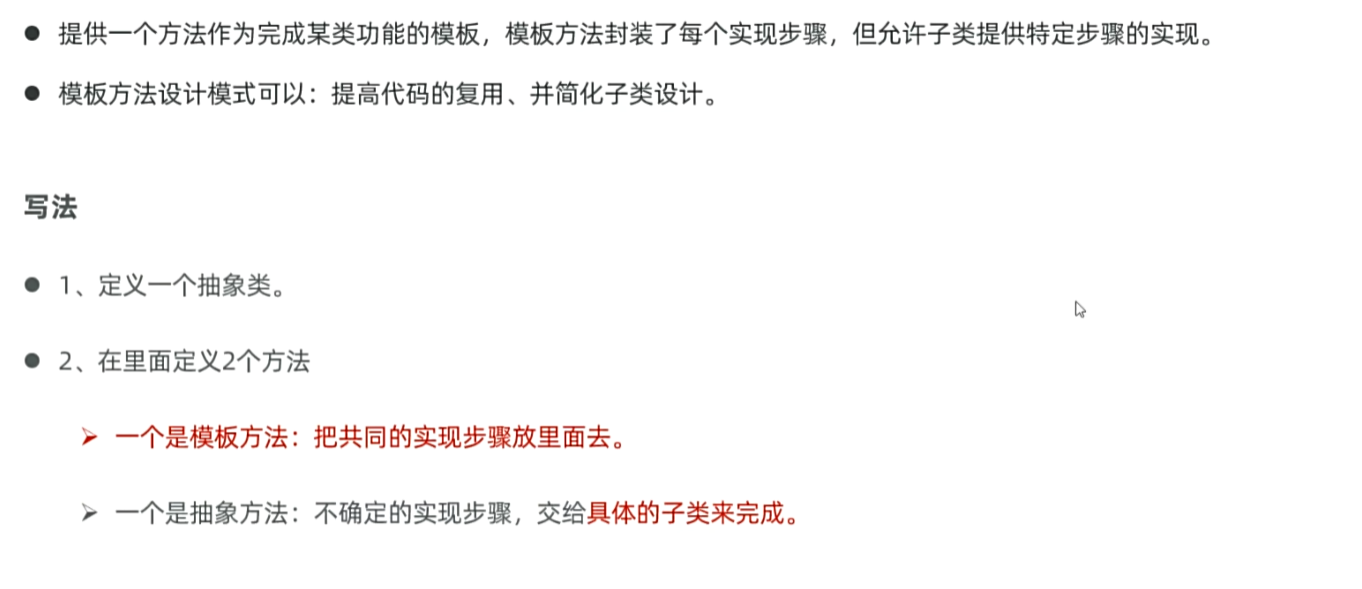 提供一个方法作为完成某类功能的模板，模板方法封装了每个实现步骤，但允许子类提供特定步骤的实现。
模板方法设计模式可以：提高代码的复用、并简化子类设计。
写法
1、定义一个抽象类。
2、在里面定义2个方法
一个是模板方法：把共同的实现步骤放里面去。
一个是抽象方法：不确定的实现步骤，交给具体的子类来完成。